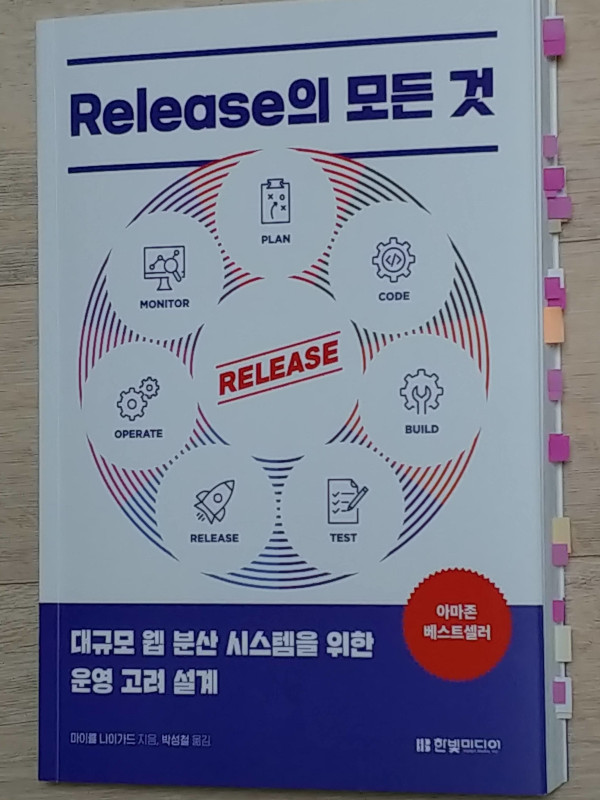 Release의 모든 것
PLAN
CODE
MONITOR
RELEASE
BUILD
OPERATE
RELEASE
TEST
아마존
베스트셀러
대규모 웹 분산 시스템을 위한
운영 고려 설계
마이클 나이가드 지음, 박성철 옮김
한빛미디어